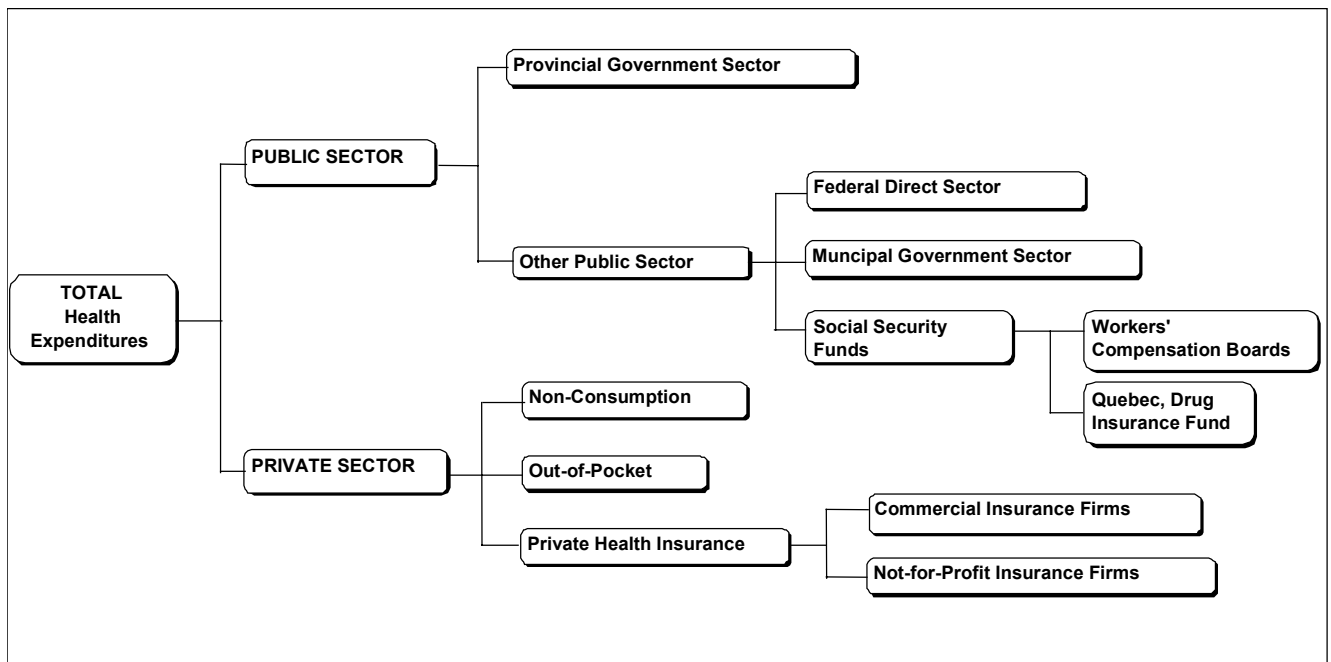 Provincial Government Sector
PUBLIC SECTOR
Federal Direct Sector
Other Public Sector
Muncipal Government Sector
TOTAL
Health
Expenditures
Social Security
Funds
Workers'
Compensation Boards
Quebec, Drug
Insurance Fund
Non-Consumption
PRIVATE SECTOR
Out-of-Pocket
Commercial Insurance Firms
Private Health Insurance
Not-for-Profit Insurance Firms